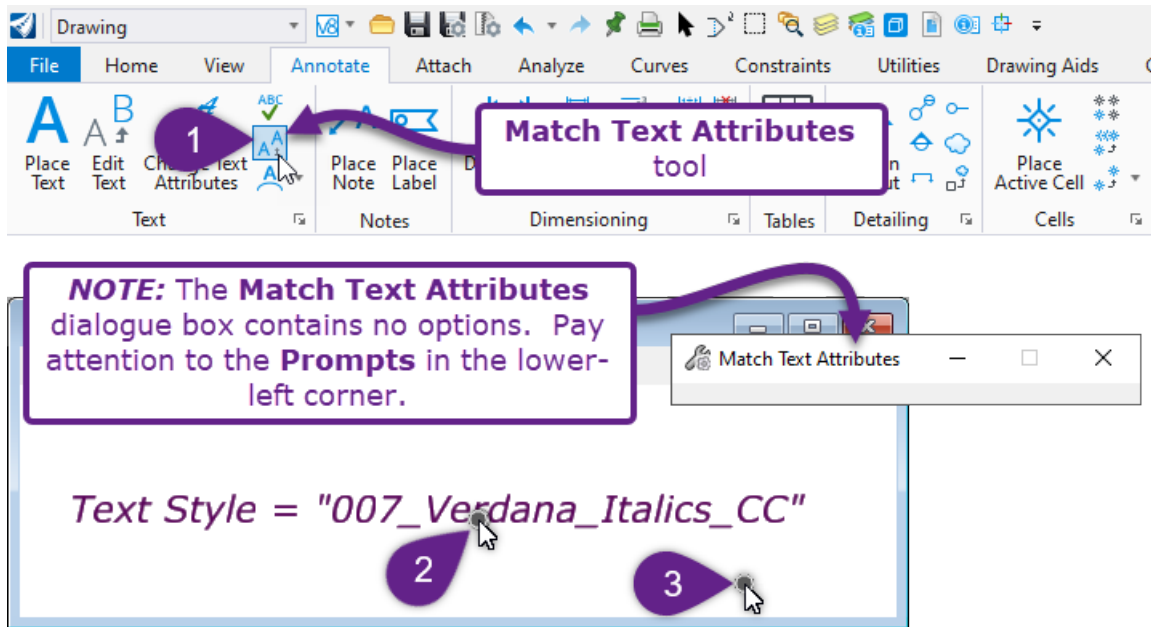 Drawing V8
File Home View Annotate Attach Analyze Curves Constraints Utilities Drawing Aids
A B ABC
1
Match Text Attributes
tool
Place Edit Text Place Place Place
Text Text Attributes Note Label Active Cell
Text Notes Dimensioning Tables Detailing Cells
NOTE: The Match Text Attributes
dialogue box contains no options. Pay
attention to the Prompts in the lower-
left corner.
Match Text Attributes
Text Style = "007_Verdana_Italics_CC"
2
3